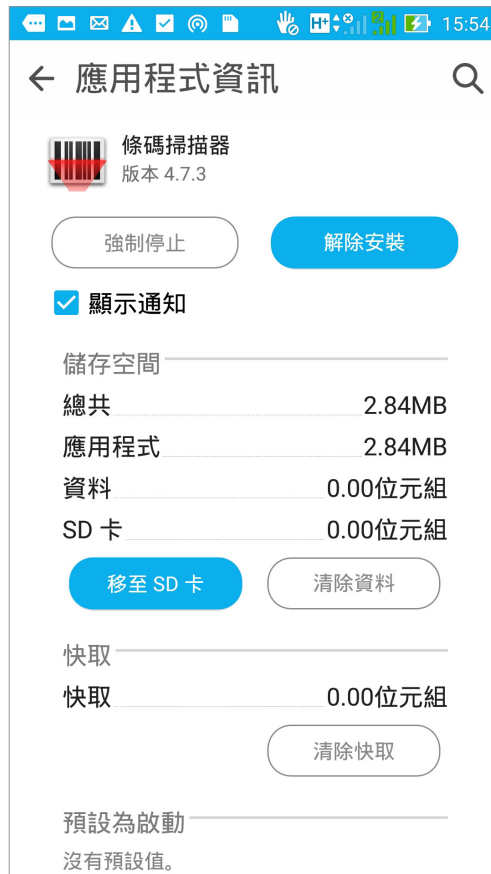 H+ 15:54
應用程式資訊
條碼掃描器
版本 4.7.3
強制停止 解除安裝
顯示通知
儲存空間
總共 2.84MB
應用程式 2.84MB
資料 0.00位元組
SD 卡 0.00位元組
移至 SD 卡 清除資料
快取
快取 0.00位元組
清除快取
預設為啟動
沒有預設值。